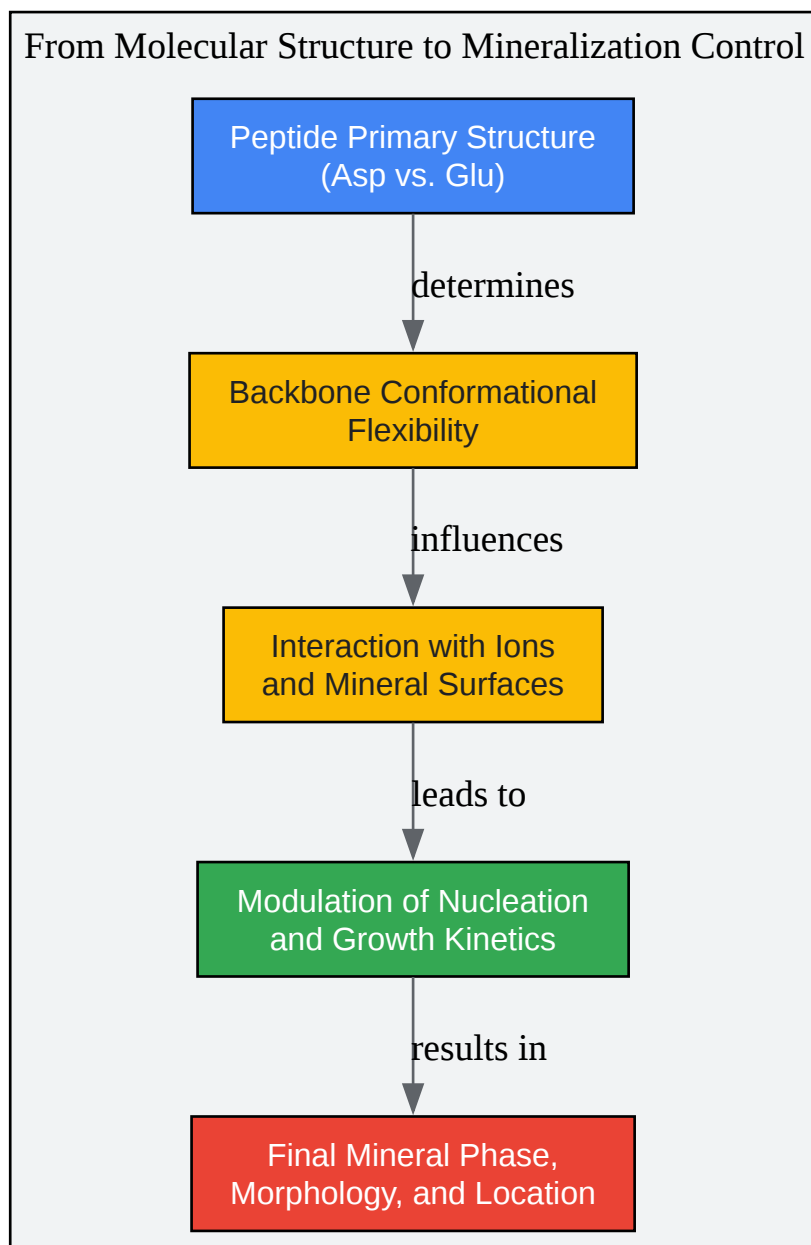 From Molecular Structure to Mineralization Control
Peptide Primary Structure
(Asp vs. Glu)
determines
Backbone Conformational
Flexibility
influences
Interaction with Ions
and Mineral Surfaces
leads to
Modulation of Nucleation
and Growth Kinetics
results in
Final Mineral Phase,
Morphology, and Location